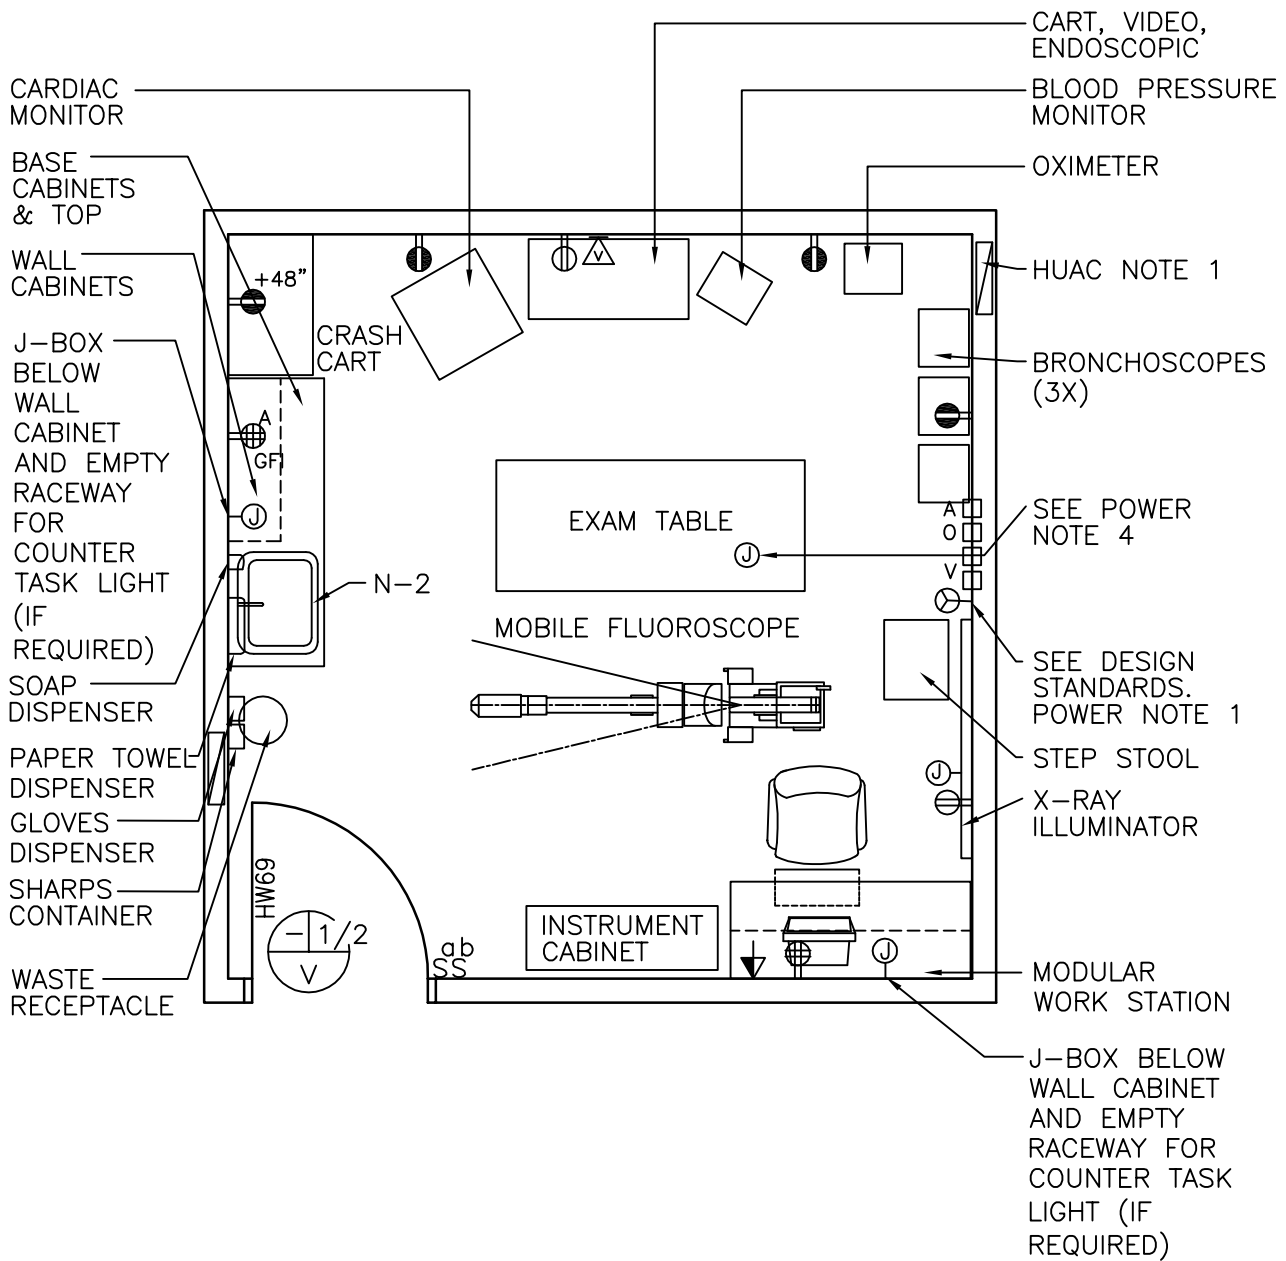 CART, VIDEO,
ENDOSCOPIC
CARDIAC
MONITOR
BLOOD PRESSURE
MONITOR
BASE
CABINETS
& TOP
OXIMETER
WALL
CABINETS
+48"
V
HUAC NOTE 1
J-BOX
BELOW
WALL
CABINET
AND EMPTY
RACEWAY
FOR
COUNTER
TASK LIGHT
(IF
REQUIRED)
CRASH
CART
BRONCHOSCOPES
(3X)
A
GFI
J
EXAM TABLE
J
A
O
V
SEE POWER
NOTE 4
N-2
MOBILE FLUOROSCOPE
SOAP
DISPENSER
SEE DESIGN
STANDARDS.
POWER NOTE 1
PAPER TOWEL
DISPENSER
STEP STOOL
J
GLOVES
DISPENSER
X-RAY
ILLUMINATOR
SHARPS
CONTAINER
HW69
- 1/2
V
ab
SS
INSTRUMENT
CABINET
J
WASTE
RECEPTACLE
MODULAR
WORK STATION
J-BOX BELOW
WALL CABINET
AND EMPTY
RACEWAY FOR
COUNTER TASK
LIGHT (IF
REQUIRED)